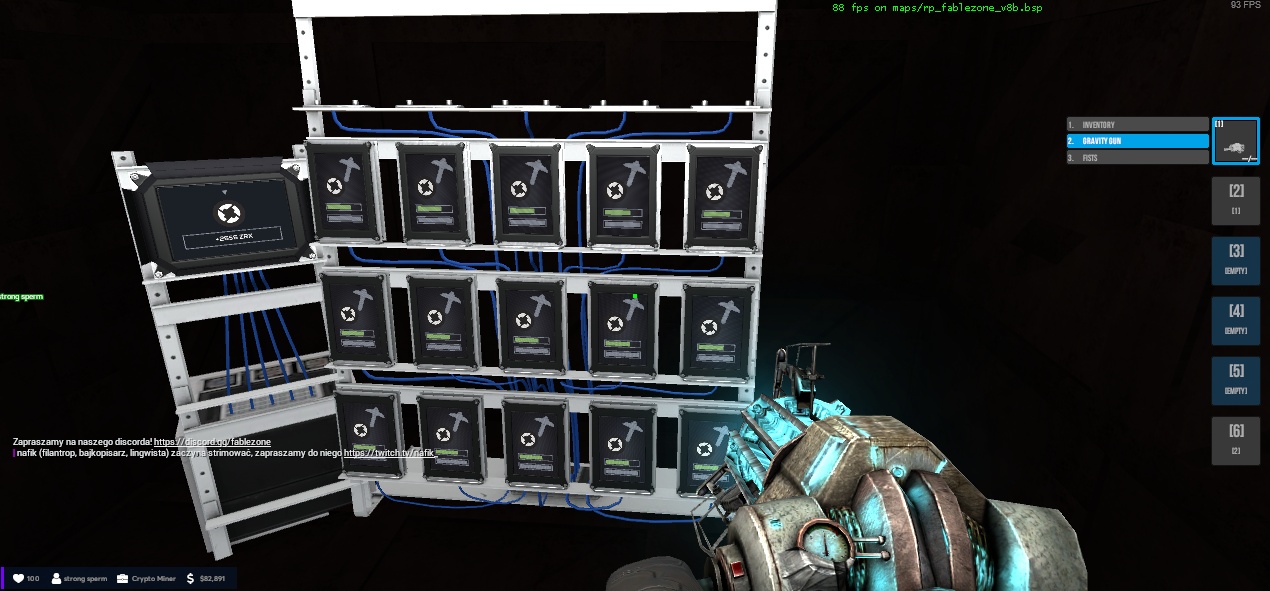 88 fps on maps/rp_fablezone_v8b.bsp
93 FPS
1. INVENTORY
2. GRAVITY GUN
3. FISTS
[1]
[2]
[1]
[3]
[EMPTY]
[4]
[EMPTY]
[5]
[EMPTY]
[6]
[2]
strong sperm
Zapraszamy na naszego discorda! https://discord.gg/fablezone
nafik (filantrop, bajkopisarz, lingwista) zaczyna strimować, zapraszamy do niego https://twitch.tv/nafik_
100
strong sperm
Crypto Miner
$82,891